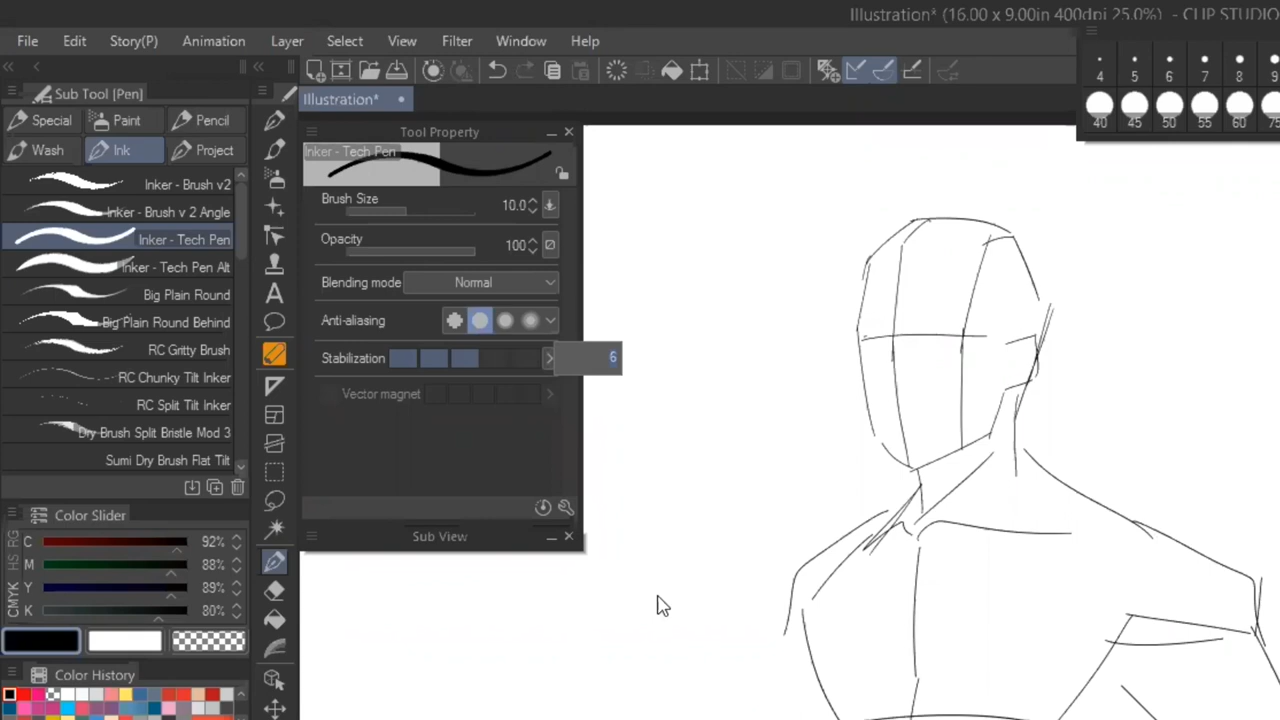 Illustration* (16.00 x 9.00in 400dpi 25.0%) - CLIP STUDIO
File Edit Story(P) Animation Layer Select View Filter Window Help
4 5 6 7 8 9
40 45 50 55 60 75
Sub Tool [Pen]
Illustration*
Special Paint Pencil
Wash Ink Project
Inker - Brush v2
Inker - Brush v 2 Angle
Inker - Tech Pen
Inker - Tech Pen Alt
Big Plain Round
Big Plain Round Behind
RC Gritty Brush
RC Chunky Tilt Inker
RC Split Tilt Inker
Dry Brush Split Bristle Mod 3
Sumi Dry Brush Flat Tilt
Tool Property
Inker - Tech Pen
Brush Size 10.0
Opacity 100
Blending mode Normal
Anti-aliasing
Stabilization 6
Vector magnet
Sub View
Color Slider
RG
HS
CMYK
C 92%
M 88%
Y 89%
K 80%
Color History